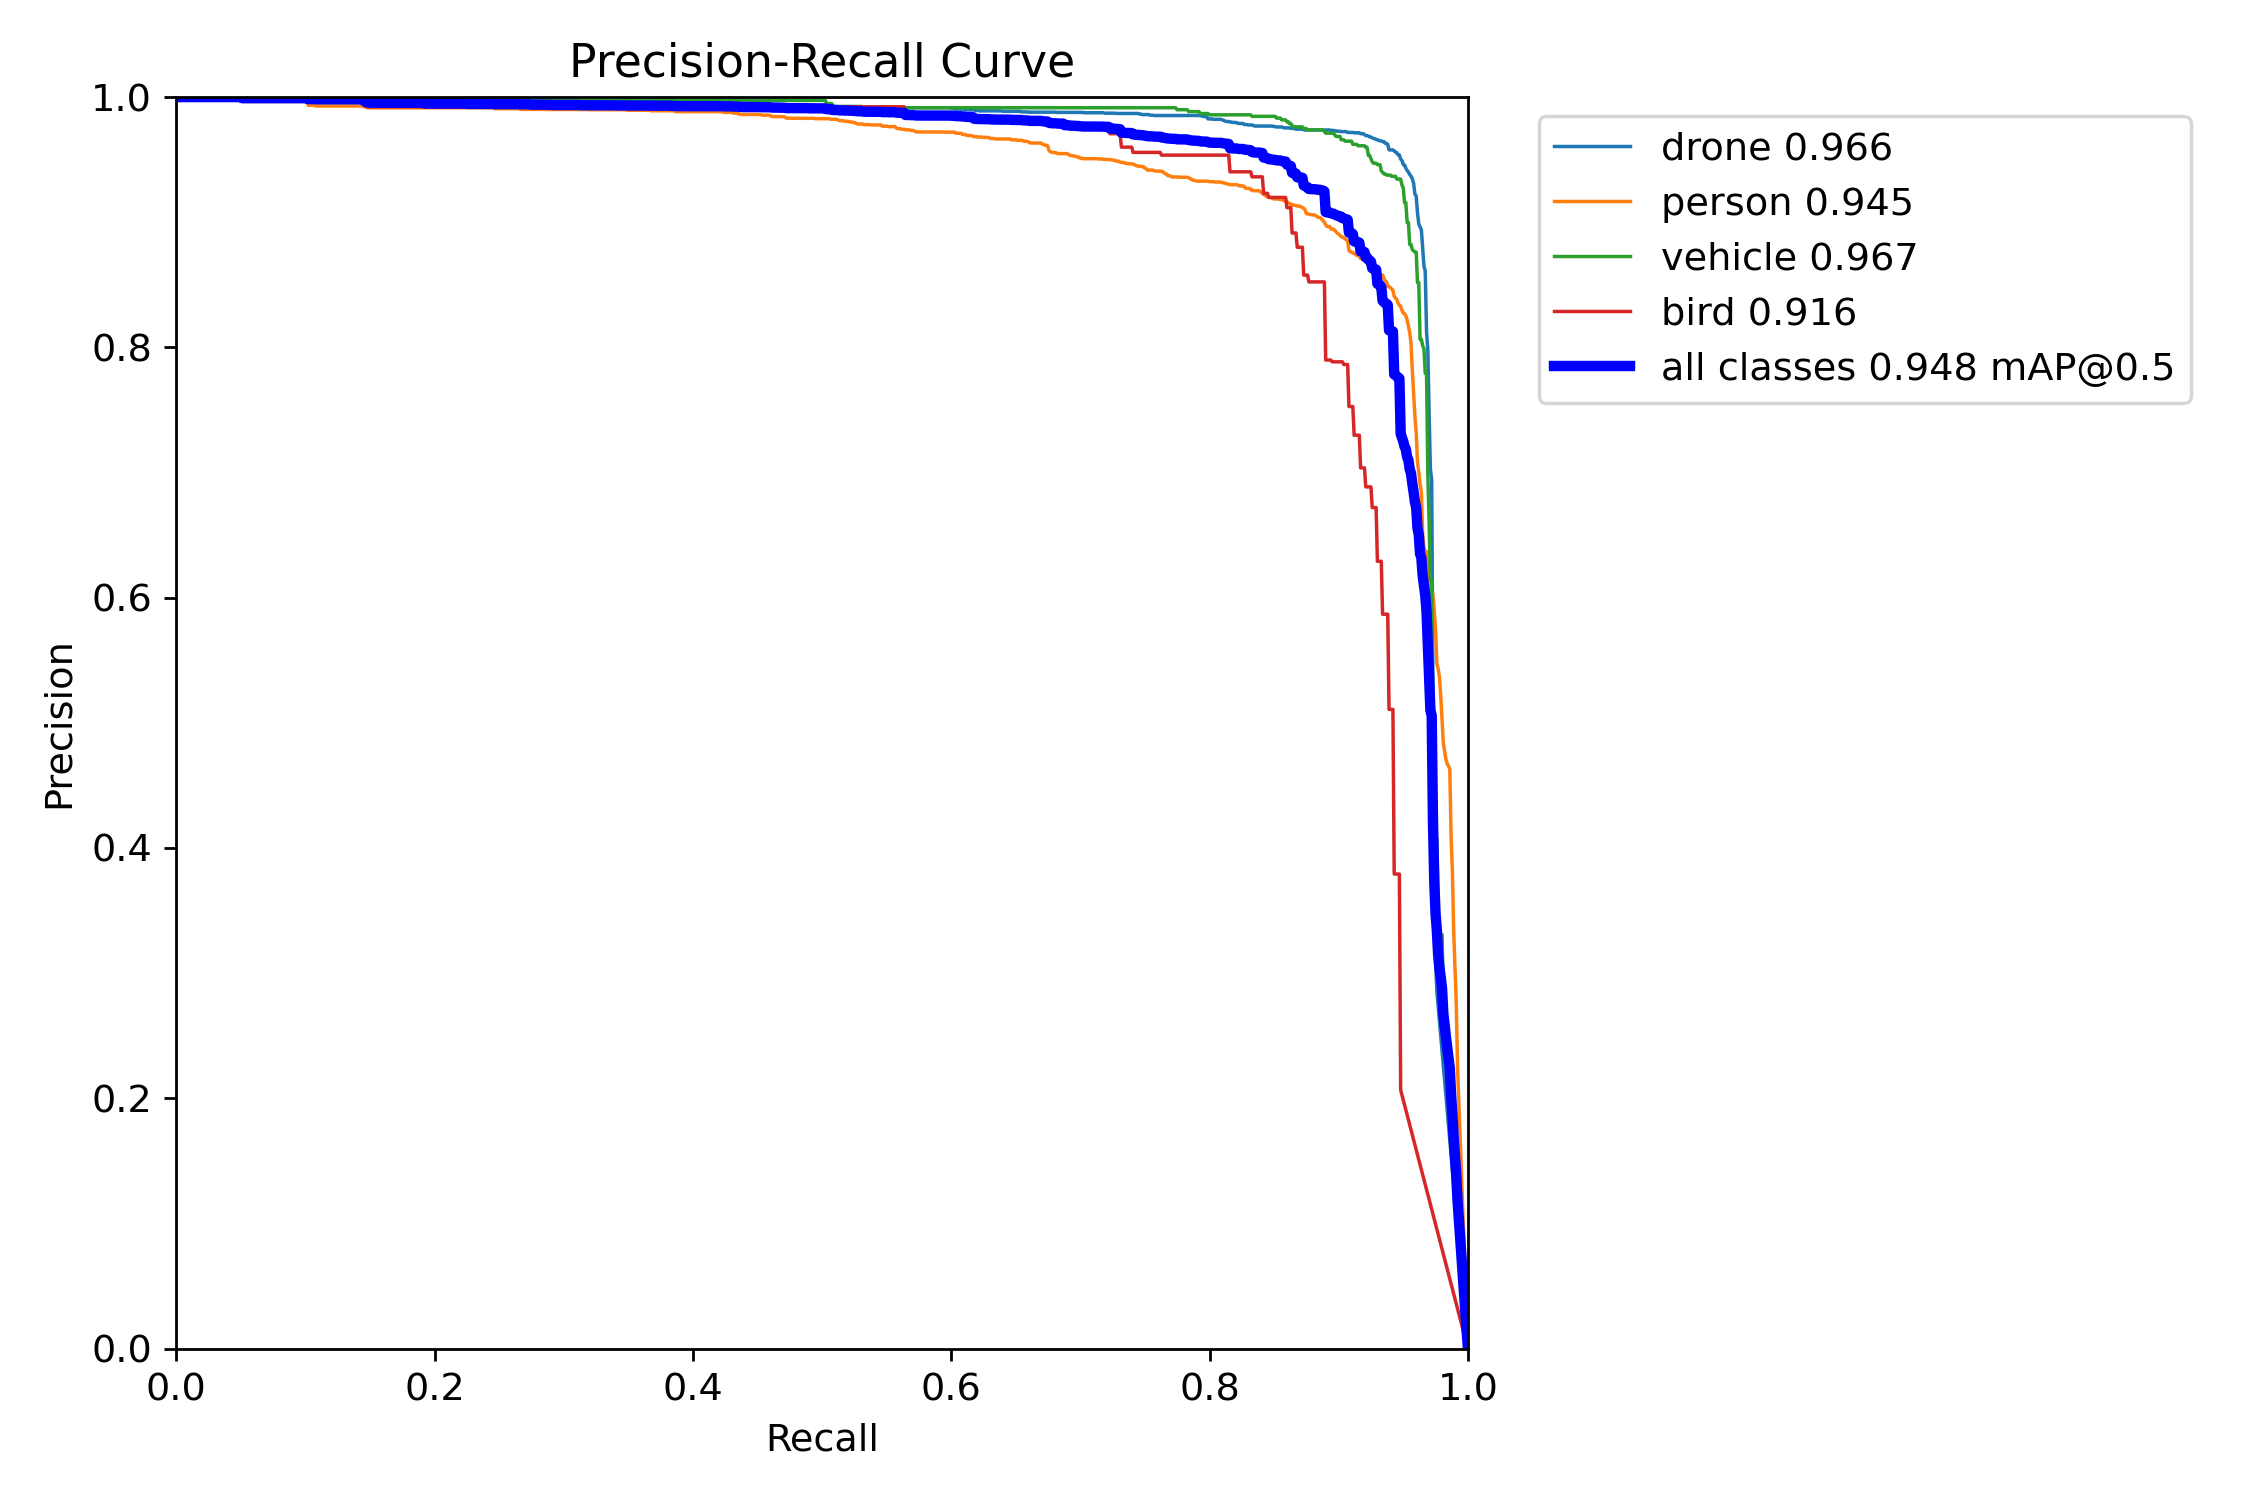 Precision-Recall Curve
1.0
0.8
0.6
0.4
0.2
0.0
Precision
0.0 0.2 0.4 0.6 0.8 1.0
Recall
drone 0.966
person 0.945
vehicle 0.967
bird 0.916
all classes 0.948 mAP@0.5